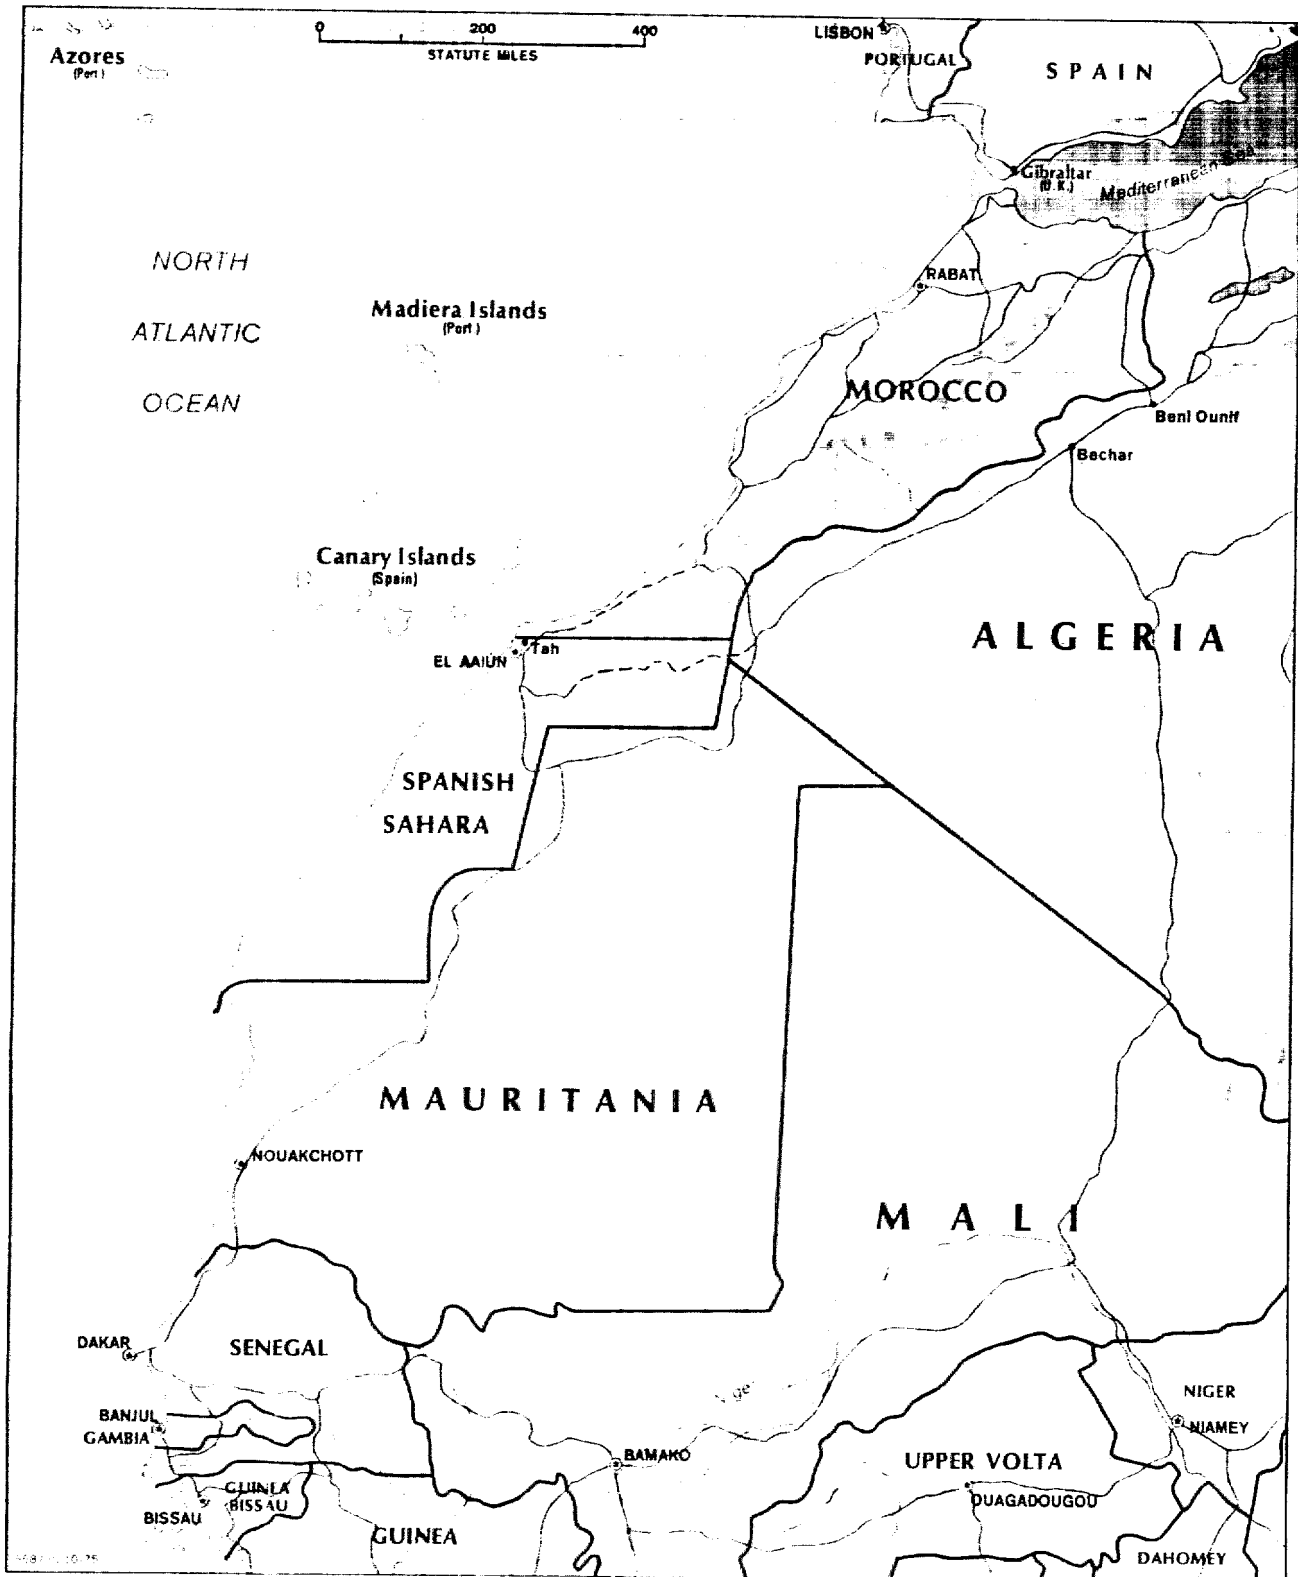 0 200 400
STATUTE MILES
Azores
(Port)
LISBON
PORTUGAL
SPAIN
Gibraltar
(U.K.)
Mediterranean Sea
NORTH
ATLANTIC
OCEAN
Madiera Islands
(Port)
RABAT
MOROCCO
Beni Ounif
Bechar
Canary Islands
(Spain)
ALGERIA
Tah
EL AAIUN
SPANISH
SAHARA
MAURITANIA
NOUAKCHOTT
MALI
DAKAR
SENEGAL
BANJUL
GAMBIA
NIGER
NIAMEY
BAMAKO
UPPER VOLTA
OUAGADOUGOU
GUINEA
BISSAU
BISSAU
GUINEA
DAHOMEY